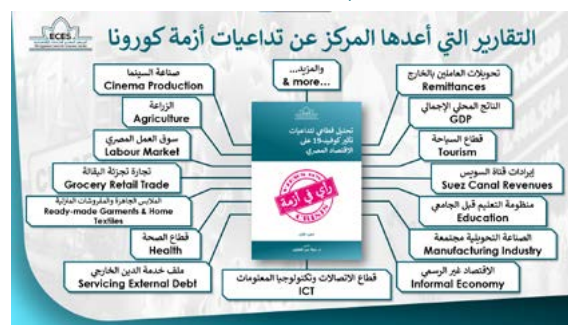 التقارير التي أعدها المركز عن تداعيات أزمة كورونا
ECES
والمزيد...
& more...
صناعة السينما
Cinema Production
الزراعة
Agriculture
سوق العمل المصري
Labour Market
تجارة تجزئة البقالة
Grocery Retail Trade
الملابس الجاهزة والمفروشات المنزلية
Ready-made Garments & Home
Textiles
قطاع الصحة
Health
ملف خدمة الدين الخارجي
Servicing External Debt
تحليل قطاعي لتداعيات
تأثير كوفيد-19 على
الاقتصاد المصري
رأي في أزمة
CRISIS
قطاع الاتصالات وتكنولوجيا المعلومات
ICT
تحويلات العاملين بالخارج
Remittances
الناتج المحلي الإجمالي
GDP
قطاع السياحة
Tourism
إيرادات قناة السويس
Suez Canal Revenues
منظومة التعليم قبل الجامعي
Education
الصناعة التحويلية مجتمعة
Manufacturing Industry
الاقتصاد غير الرسمي
Informal Economy